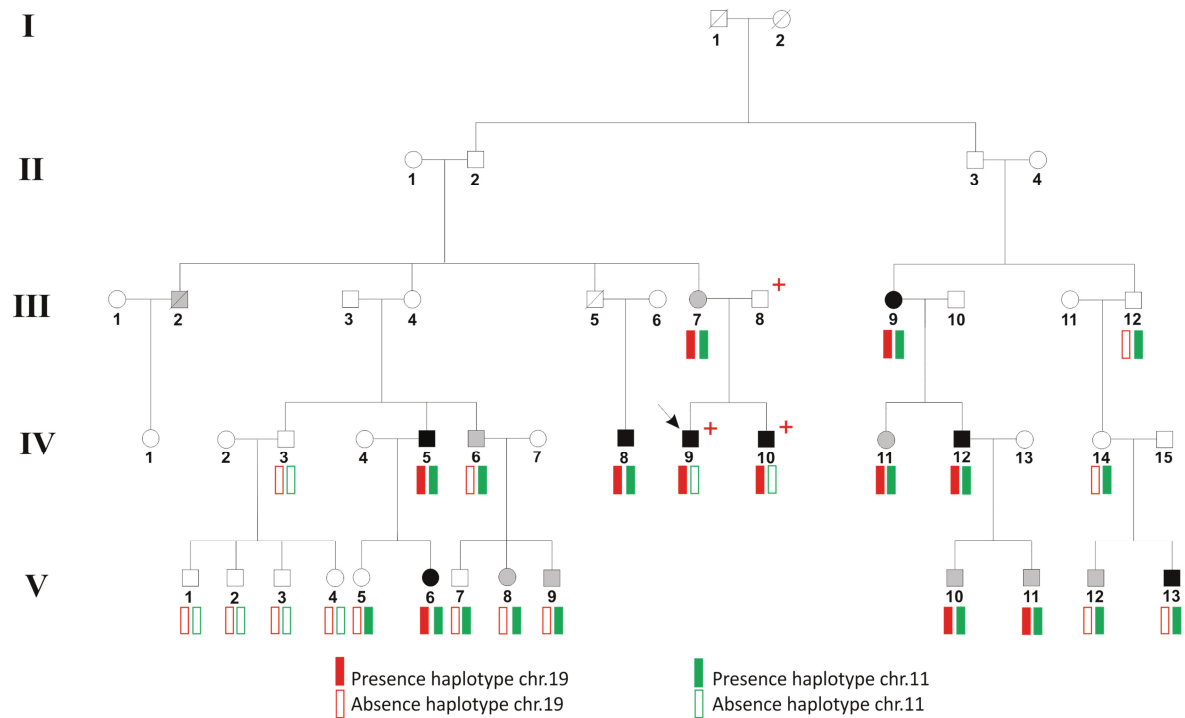 I
1 2
II
1 2 3 4
+
III
1 2 3 4 5 6 7 8 9 10 11 12
+ +
IV
1 2 3 4 5 6 7 8 9 10 11 12 13 14 15
V
1 2 3 4 5 6 7 8 9 10 11 12 13
Presence haplotype chr.19 Presence haplotype chr.11
Absence haplotype chr.19 Absence haplotype chr.11